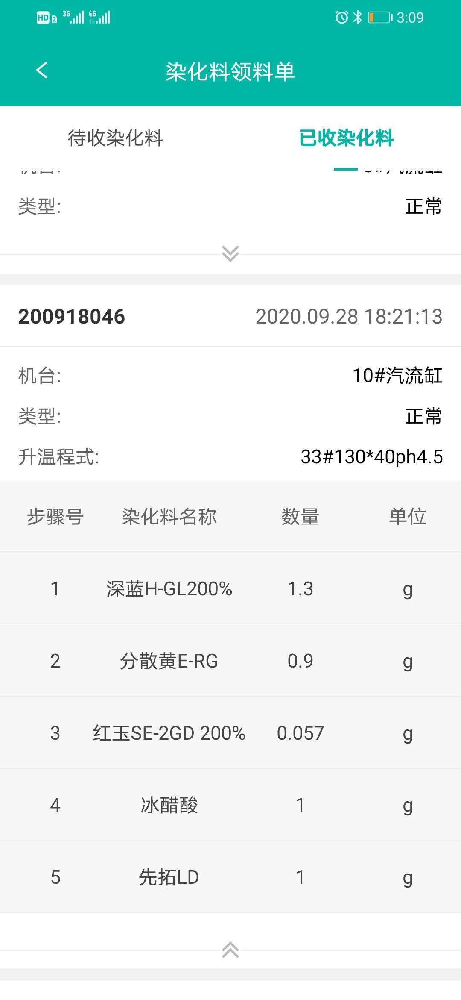 HD 2 3G 4G 3:09
染化料领料单
待收染化料 已收染化料
类型: 正常
200918046 2020.09.28 18:21:13
机台: 10#汽流缸
类型: 正常
升温程式: 33#130*40ph4.5
步骤号 染化料名称 数量 单位
1 深蓝H-GL200% 1.3 g
2 分散黄E-RG 0.9 g
3 红玉SE-2GD 200% 0.057 g
4 冰醋酸 1 g
5 先拓LD 1 g